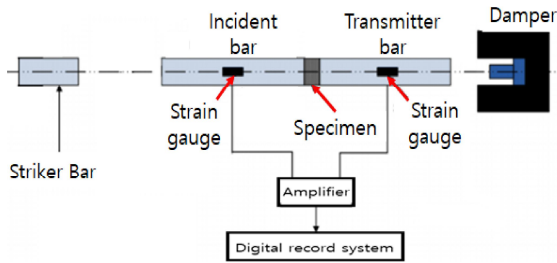 Incident
bar
Transmitter
bar
Damper
Strain
gauge
Specimen
Strain
gauge
Striker Bar
Amplifier
Digital record system